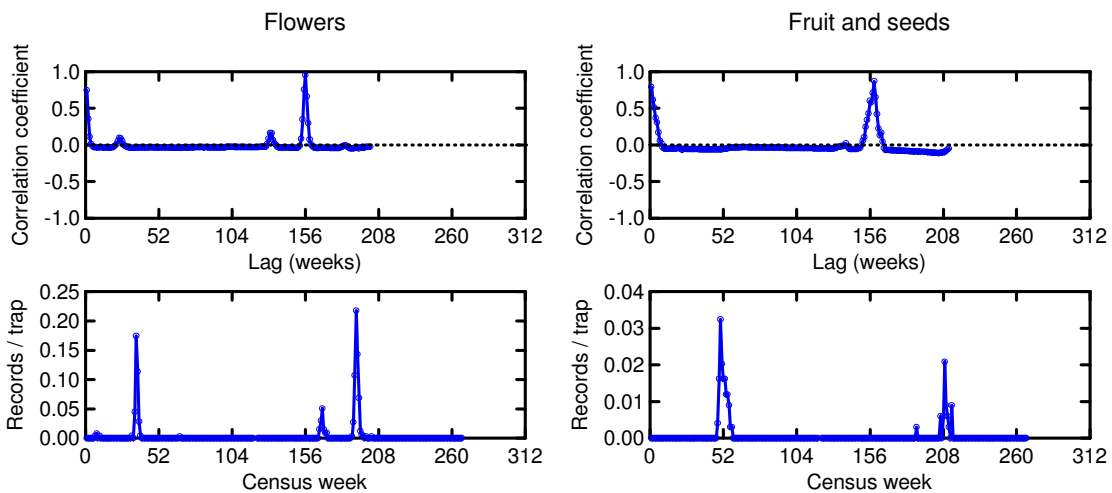 Flowers
Fruit and seeds
Correlation coefficient
1.0
0.5
0.0
-0.5
-1.0
0 52 104 156 208 260 312
Lag (weeks)
Correlation coefficient
1.0
0.5
0.0
-0.5
-1.0
0 52 104 156 208 260 312
Lag (weeks)
Records / trap
0.25
0.20
0.15
0.10
0.05
0.00
0 52 104 156 208 260 312
Census week
Records / trap
0.04
0.03
0.02
0.01
0.00
0 52 104 156 208 260 312
Census week